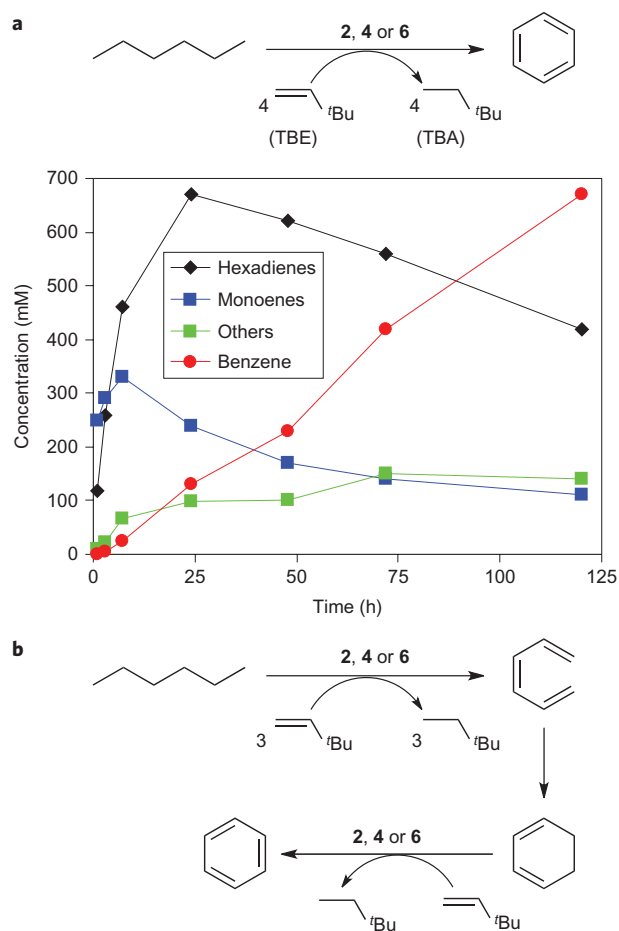 a
2, 4 or 6
4
tBu
4
tBu
(TBE)
(TBA)
700
600
500
400
300
200
100
0
Concentration (mM)
Hexadienes
Monoenes
Others
Benzene
0
25
50
75
100
125
Time (h)
b
2, 4 or 6
3
tBu
3
tBu
2, 4 or 6
tBu
tBu